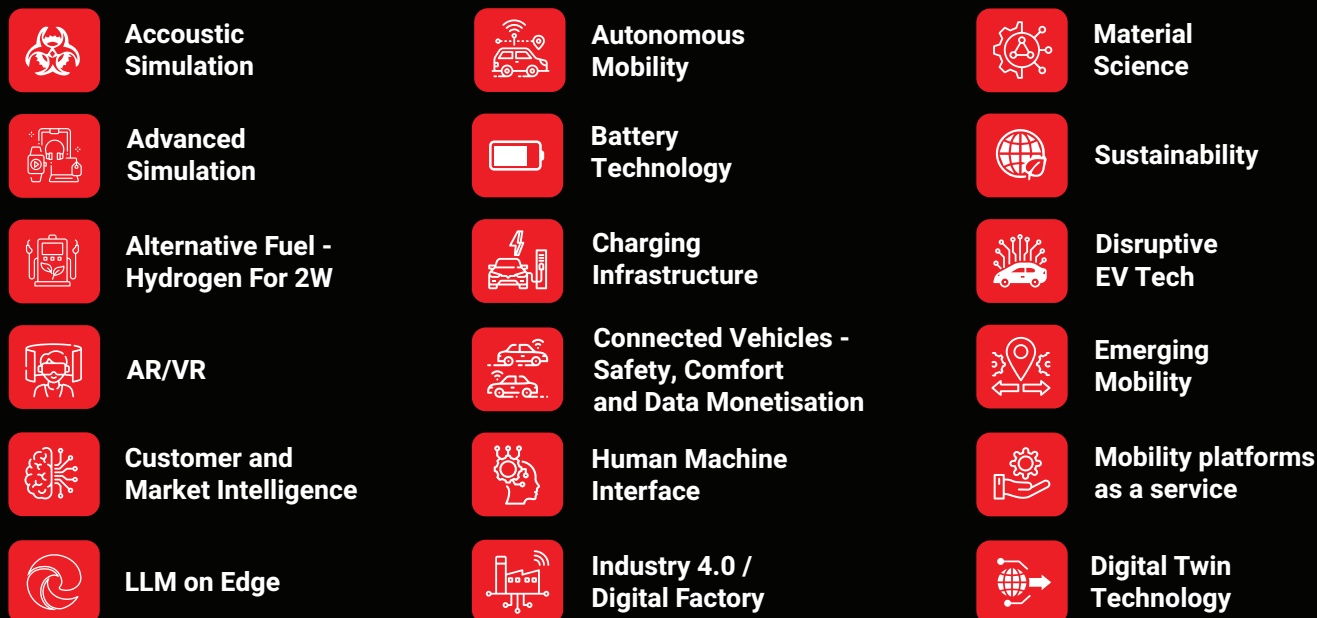 Accoustic
Simulation
Autonomous
Mobility
Material
Science
Advanced
Simulation
Battery
Technology
Sustainability
Alternative Fuel -
Hydrogen For 2W
Charging
Infrastructure
Disruptive
EV Tech
AR/VR
Connected Vehicles -
Safety, Comfort
and Data Monetisation
Emerging
Mobility
Customer and
Market Intelligence
Human Machine
Interface
Mobility platforms
as a service
LLM on Edge
Industry 4.0 /
Digital Factory
Digital Twin
Technology